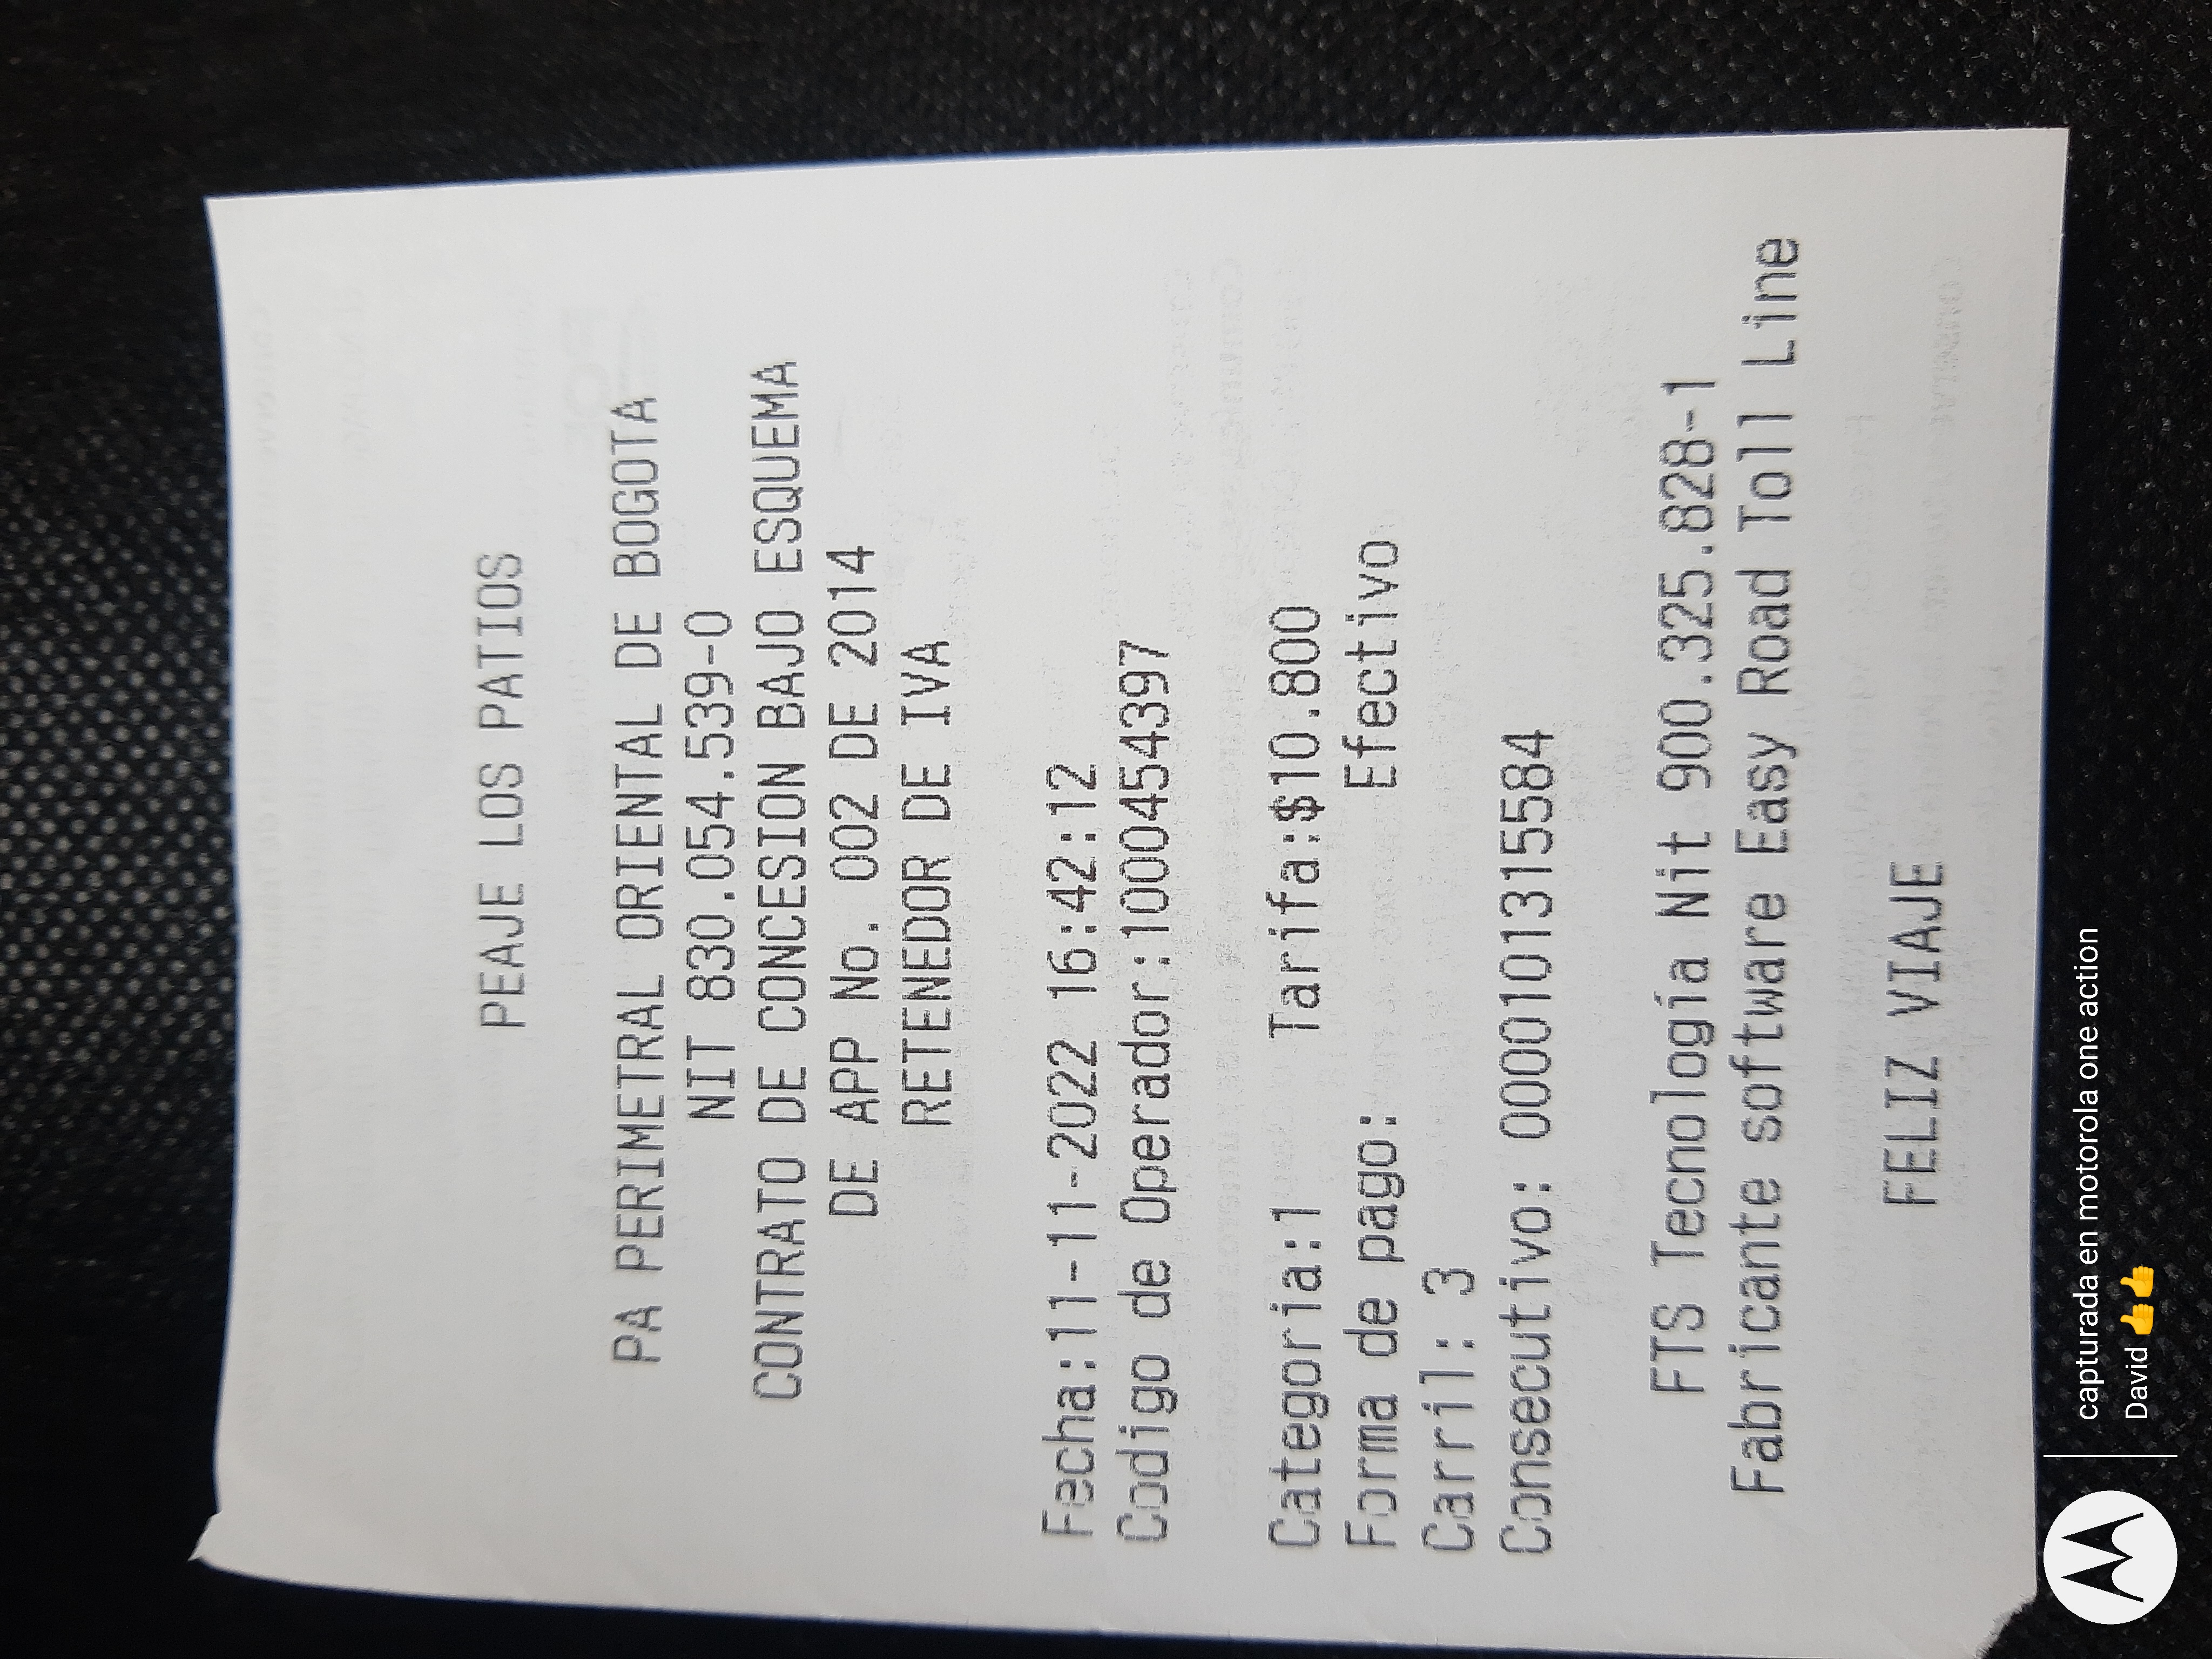 PEAJE LOS PATIOS
PA PERIMETRAL ORIENTAL DE BOGOTA
NIT 830.054.539-0
CONTRATO DE CONCESION BAJO ESQUEMA
DE APP No. 002 DE 2014
RETENEDOR DE IVA
Fecha:11-11-2022 16:42:12
Codigo de Operador:1000454397
Categoria:1 Tarifa:$10.800
Forma de pago: Efectivo
Carril: 3
Consecutivo: 0000101315584
FTS Tecnología Nit 900.325.828-1
Fabricante software Easy Road Toll Line
FELIZ VIAJE
capturada en motorola one action
David 👍👍